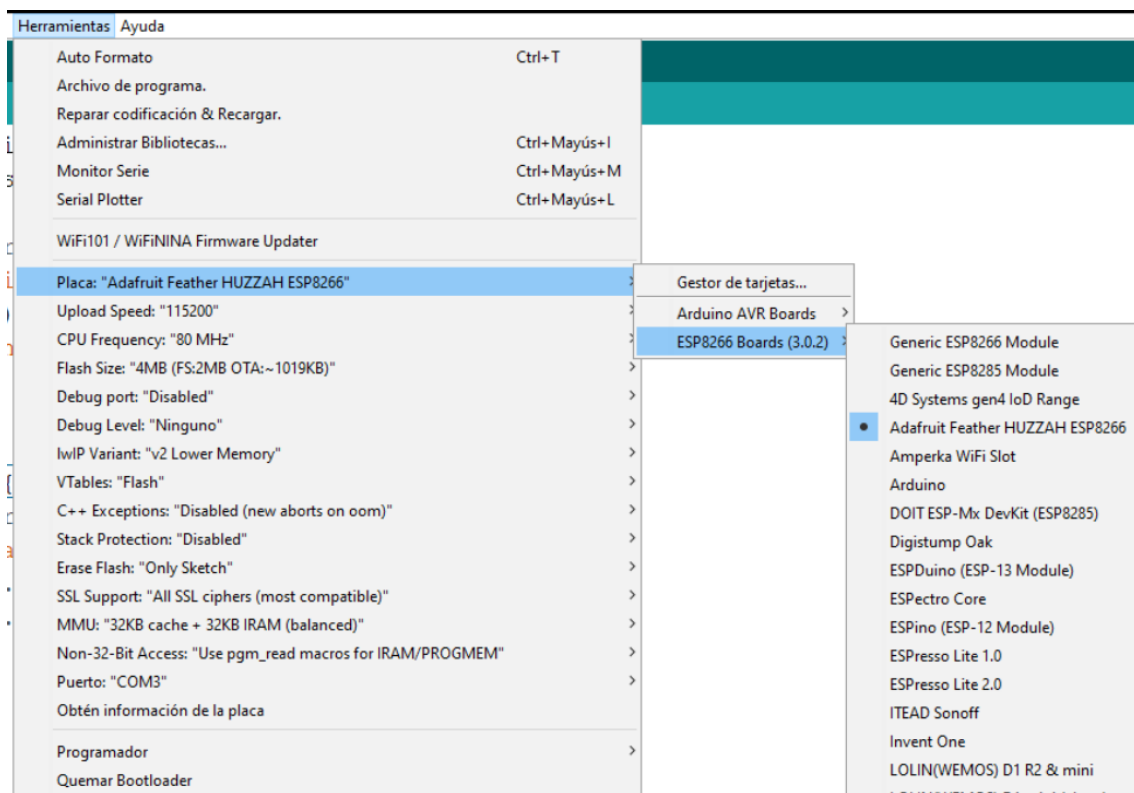 Herramientas Ayuda
Auto Formato Ctrl+T
Archivo de programa.
Reparar codificación & Recargar.
Administrar Bibliotecas... Ctrl+Mayús+I
Monitor Serie Ctrl+Mayús+M
Serial Plotter Ctrl+Mayús+L
WiFi101 / WiFiNINA Firmware Updater
Placa: "Adafruit Feather HUZZAH ESP8266"
Upload Speed: "115200"
CPU Frequency: "80 MHz"
Flash Size: "4MB (FS:2MB OTA:~1019KB)"
Debug port: "Disabled"
Debug Level: "Ninguno"
lwIP Variant: "v2 Lower Memory"
VTables: "Flash"
C++ Exceptions: "Disabled (new aborts on oom)"
Stack Protection: "Disabled"
Erase Flash: "Only Sketch"
SSL Support: "All SSL ciphers (most compatible)"
MMU: "32KB cache + 32KB IRAM (balanced)"
Non-32-Bit Access: "Use pgm_read macros for IRAM/PROGMEM"
Puerto: "COM3"
Obtén información de la placa
Programador
Quemar Bootloader
Gestor de tarjetas...
Arduino AVR Boards
ESP8266 Boards (3.0.2)
Generic ESP8266 Module
Generic ESP8285 Module
4D Systems gen4 IoD Range
Adafruit Feather HUZZAH ESP8266
Amperka WiFi Slot
Arduino
DOIT ESP-Mx DevKit (ESP8285)
Digistump Oak
ESPDuino (ESP-13 Module)
ESPectro Core
ESPino (ESP-12 Module)
ESPresso Lite 1.0
ESPresso Lite 2.0
ITEAD Sonoff
Invent One
LOLIN(WEMOS) D1 R2 & mini